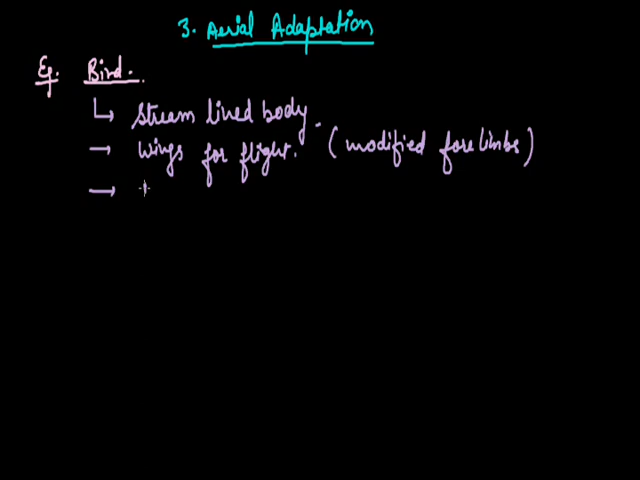 3. Aerial Adaptation
Eg. Bird.
↳ Stream lined body.
→ Wings for flight. (modified forelimbs)
→